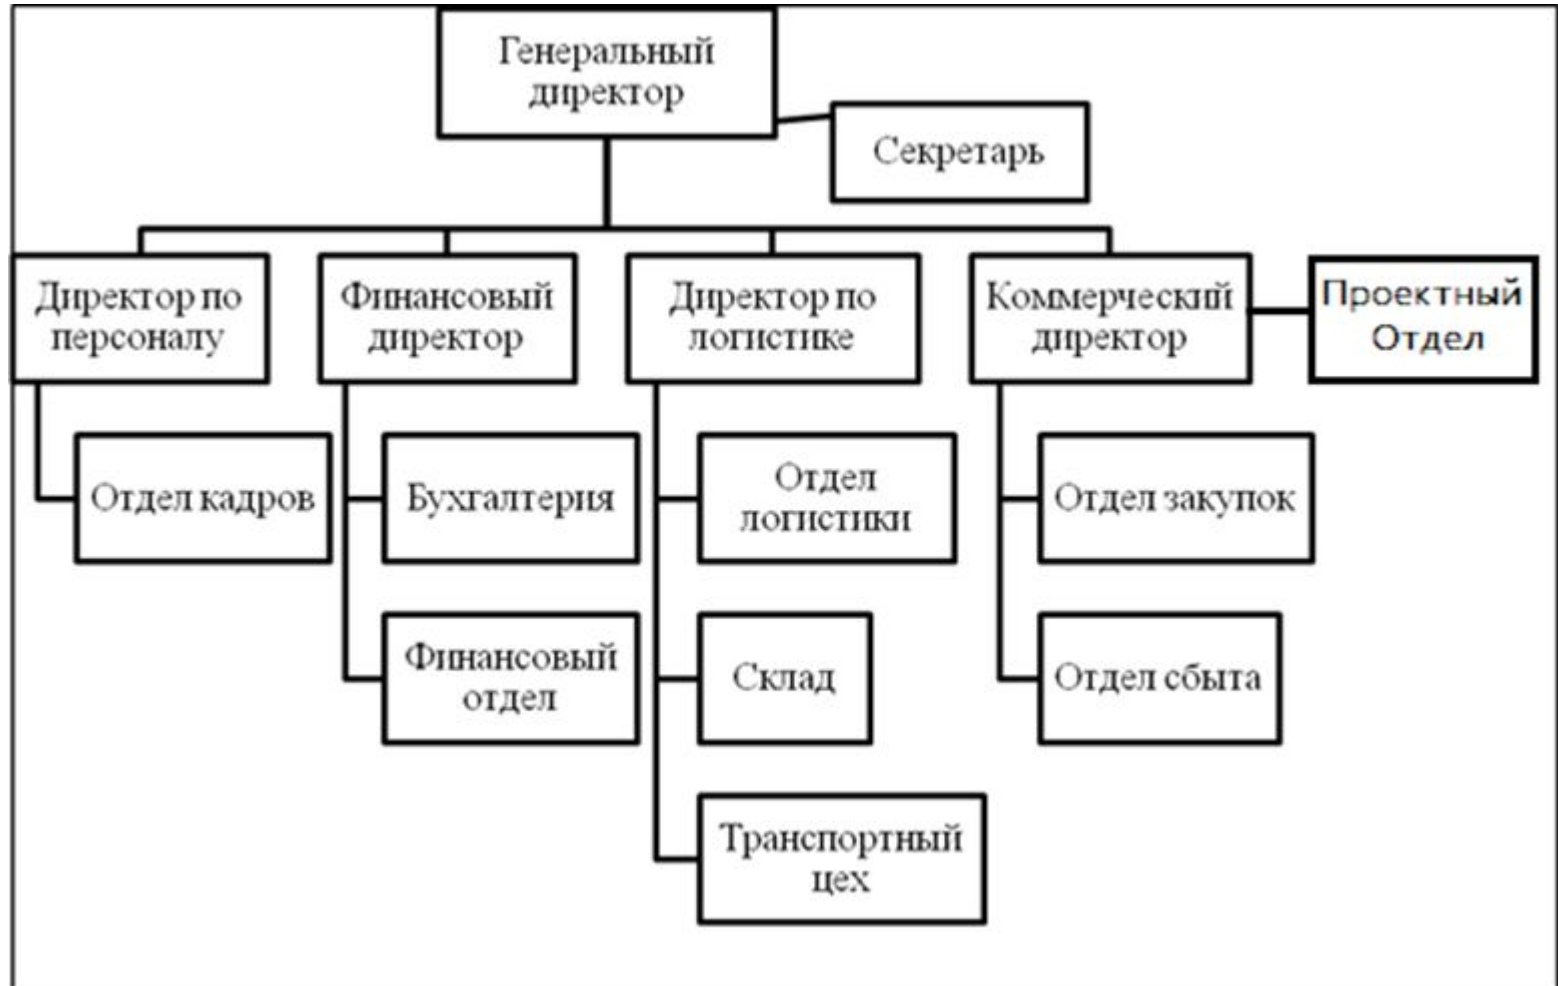 Генеральный
директор
Секретарь
Директор по
персоналу
Финансовый
директор
Директор по
логистике
Коммерческий
директор
Проектный
Отдел
Отдел кадров
Бухгалтерия
Отдел
логистики
Отдел закупок
Финансовый
отдел
Склад
Отдел сбыта
Транспортный
цех